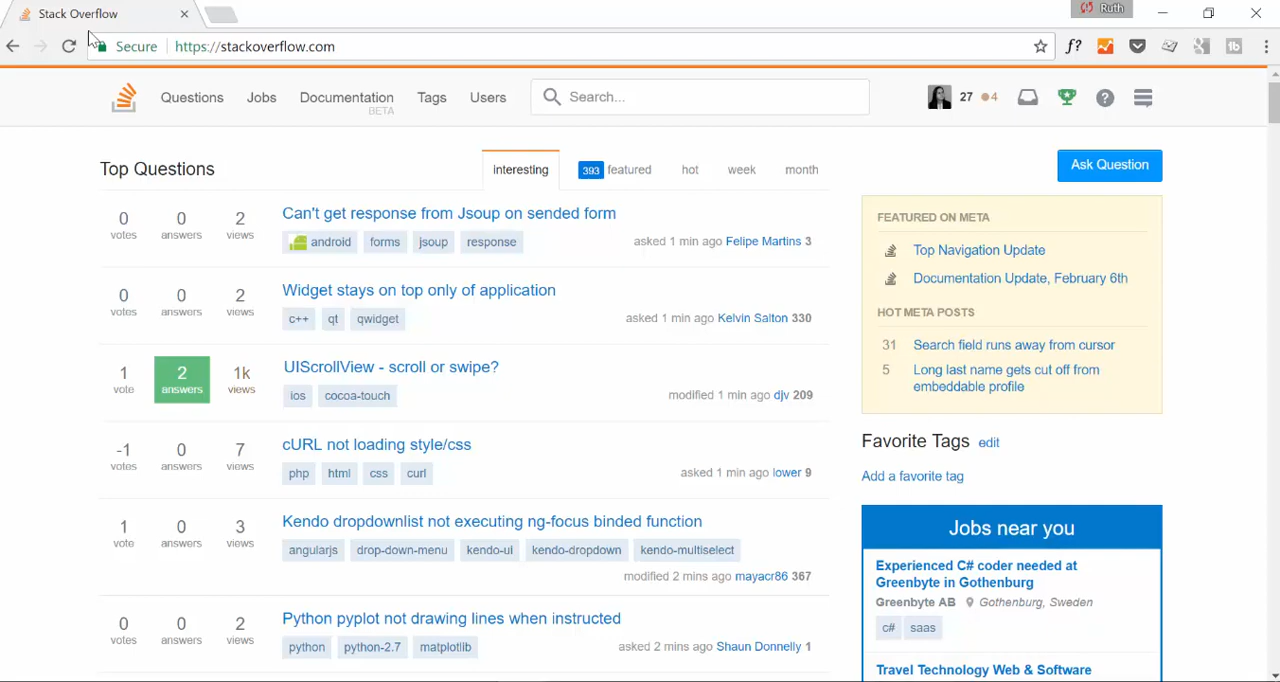 Stack Overflow
Ruth
Secure https://stackoverflow.com
f?
Questions Jobs Documentation Tags Users Search... 27 4
BETA
Top Questions interesting 393 featured hot week month Ask Question
0 votes 0 answers 2 views
Can't get response from Jsoup on sended form
android forms jsoup response
asked 1 min ago Felipe Martins 3
0 votes 0 answers 2 views
Widget stays on top only of application
c++ qt qwidget
asked 1 min ago Kelvin Salton 330
1 vote 2 answers 1k views
UIScrollView - scroll or swipe?
ios cocoa-touch
modified 1 min ago djv 209
-1 votes 0 answers 7 views
cURL not loading style/css
php html css curl
asked 1 min ago lower 9
1 vote 0 answers 3 views
Kendo dropdownlist not executing ng-focus binded function
angularjs drop-down-menu kendo-ui kendo-dropdown kendo-multiselect
modified 2 mins ago mayacr86 367
0 votes 0 answers 2 views
Python pyplot not drawing lines when instructed
python python-2.7 matplotlib
asked 2 mins ago Shaun Donnelly 1
FEATURED ON META
Top Navigation Update
Documentation Update, February 6th
HOT META POSTS
31 Search field runs away from cursor
5 Long last name gets cut off from
embeddable profile
Favorite Tags edit
Add a favorite tag
Jobs near you
Experienced C# coder needed at
Greenbyte in Gothenburg
Greenbyte AB Gothenburg, Sweden
c# saas
Travel Technology Web & Software